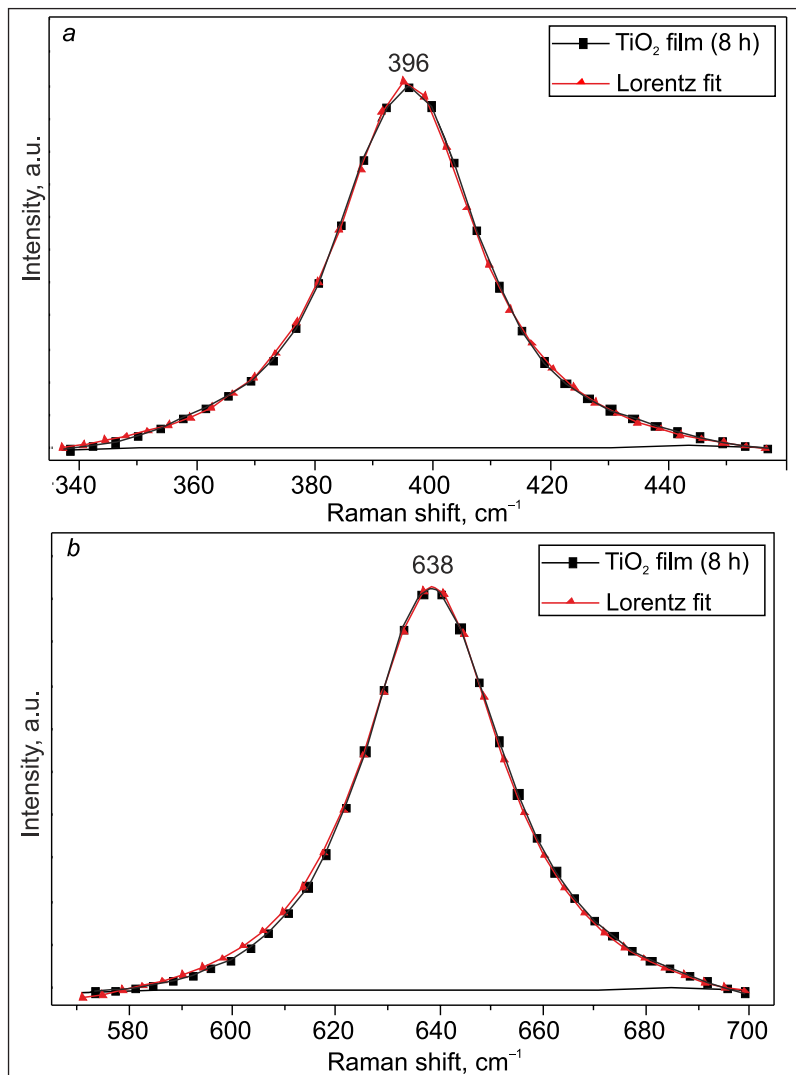 a
396
TiO₂ film (8 h)
Lorentz fit
Intensity, a.u.
340 360 380 400 420 440
Raman shift, cm⁻¹
b
638
TiO₂ film (8 h)
Lorentz fit
Intensity, a.u.
580 600 620 640 660 680 700
Raman shift, cm⁻¹